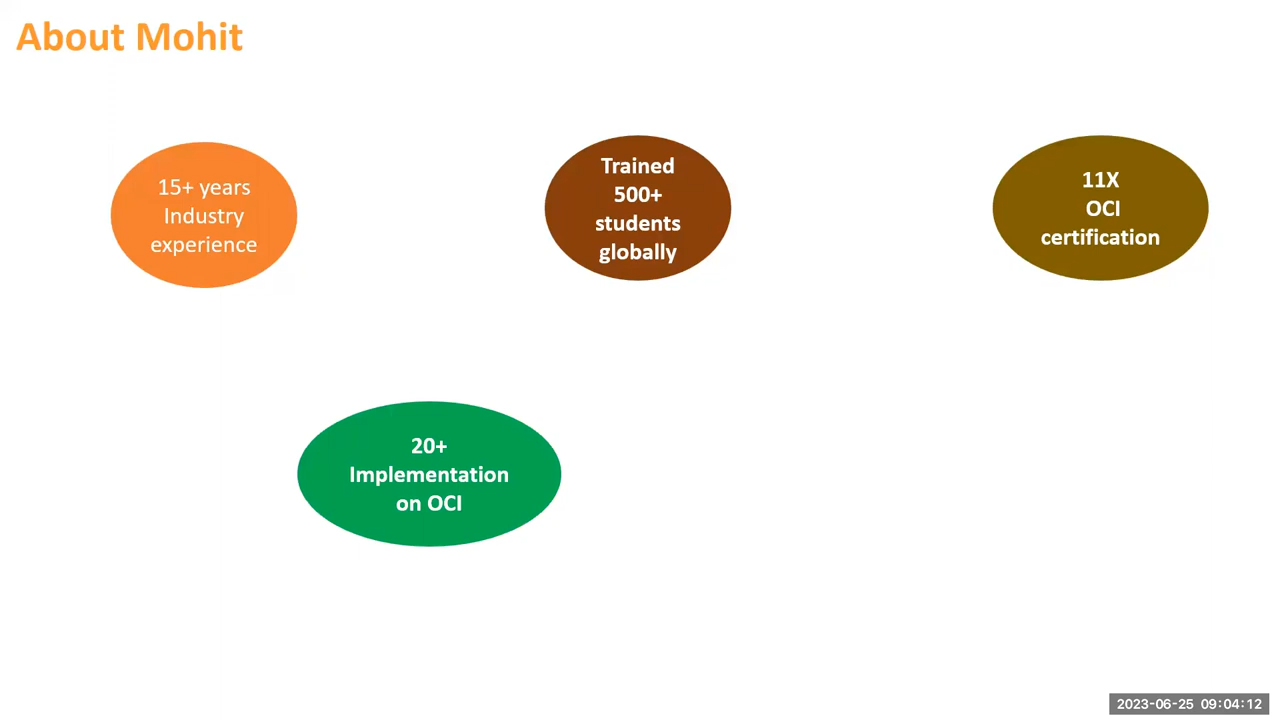 About Mohit
15+ years
Industry
experience
Trained
500+
students
globally
11X
OCI
certification
20+
Implementation
on OCI
2023-06-25 09:04:12